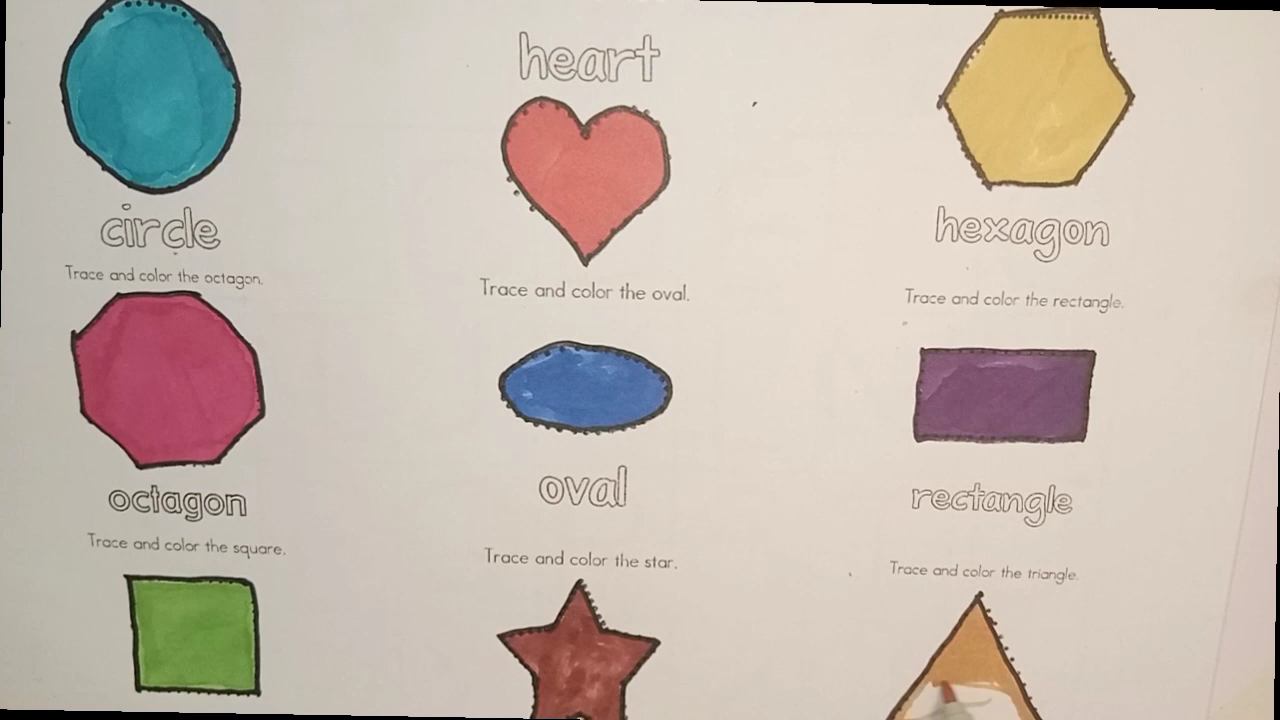 heart
circle
hexagon
Trace and color the octagon.
Trace and color the oval.
Trace and color the rectangle.
octagon
oval
rectangle
Trace and color the square.
Trace and color the star.
Trace and color the triangle.